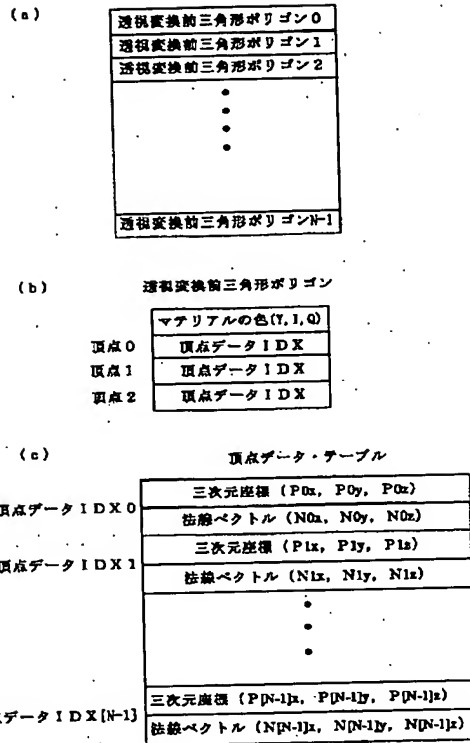 (a)
透視変換前三角形ポリゴン0
透視変換前三角形ポリゴン1
透視変換前三角形ポリゴン2
透視変換前三角形ポリゴンN-1
(b)
透視変換前三角形ポリゴン
マテリアルの色(Y, I, Q)
頂点0 頂点データIDX
頂点1 頂点データIDX
頂点2 頂点データIDX
(c)
頂点データ・テーブル
三次元座標 (P0x, P0y, P0z)
頂点データIDX0
法線ベクトル (N0x, N0y, N0z)
三次元座標 (P1x, P1y, P1z)
頂点データIDX1
法線ベクトル (N1x, N1y, N1z)
三次元座標 (P[N-1]x, P[N-1]y, P[N-1]z)
データIDX[N-1]
法線ベクトル (N[N-1]x, N[N-1]y, N[N-1]z)